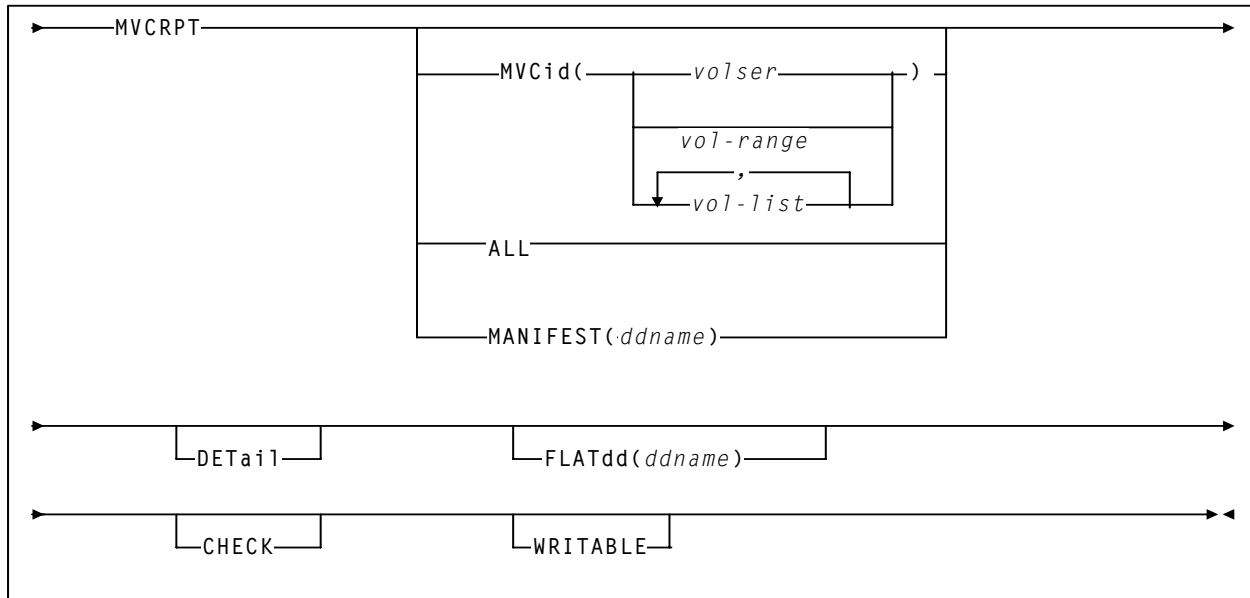 MVCRPT
MVCid( volser )
vol-range
,
vol-list
ALL
MANIFEST(ddname)
DETail FLATdd(ddname)
CHECK WRITABLE